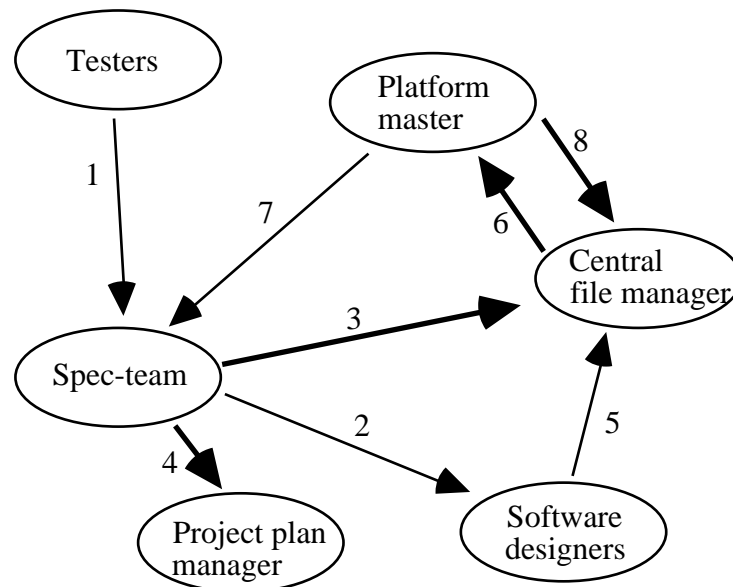 Testers
Platform
master
8
1
7
6
Central
file manager
3
Spec-team
2
5
4
Project plan
manager
Software
designers